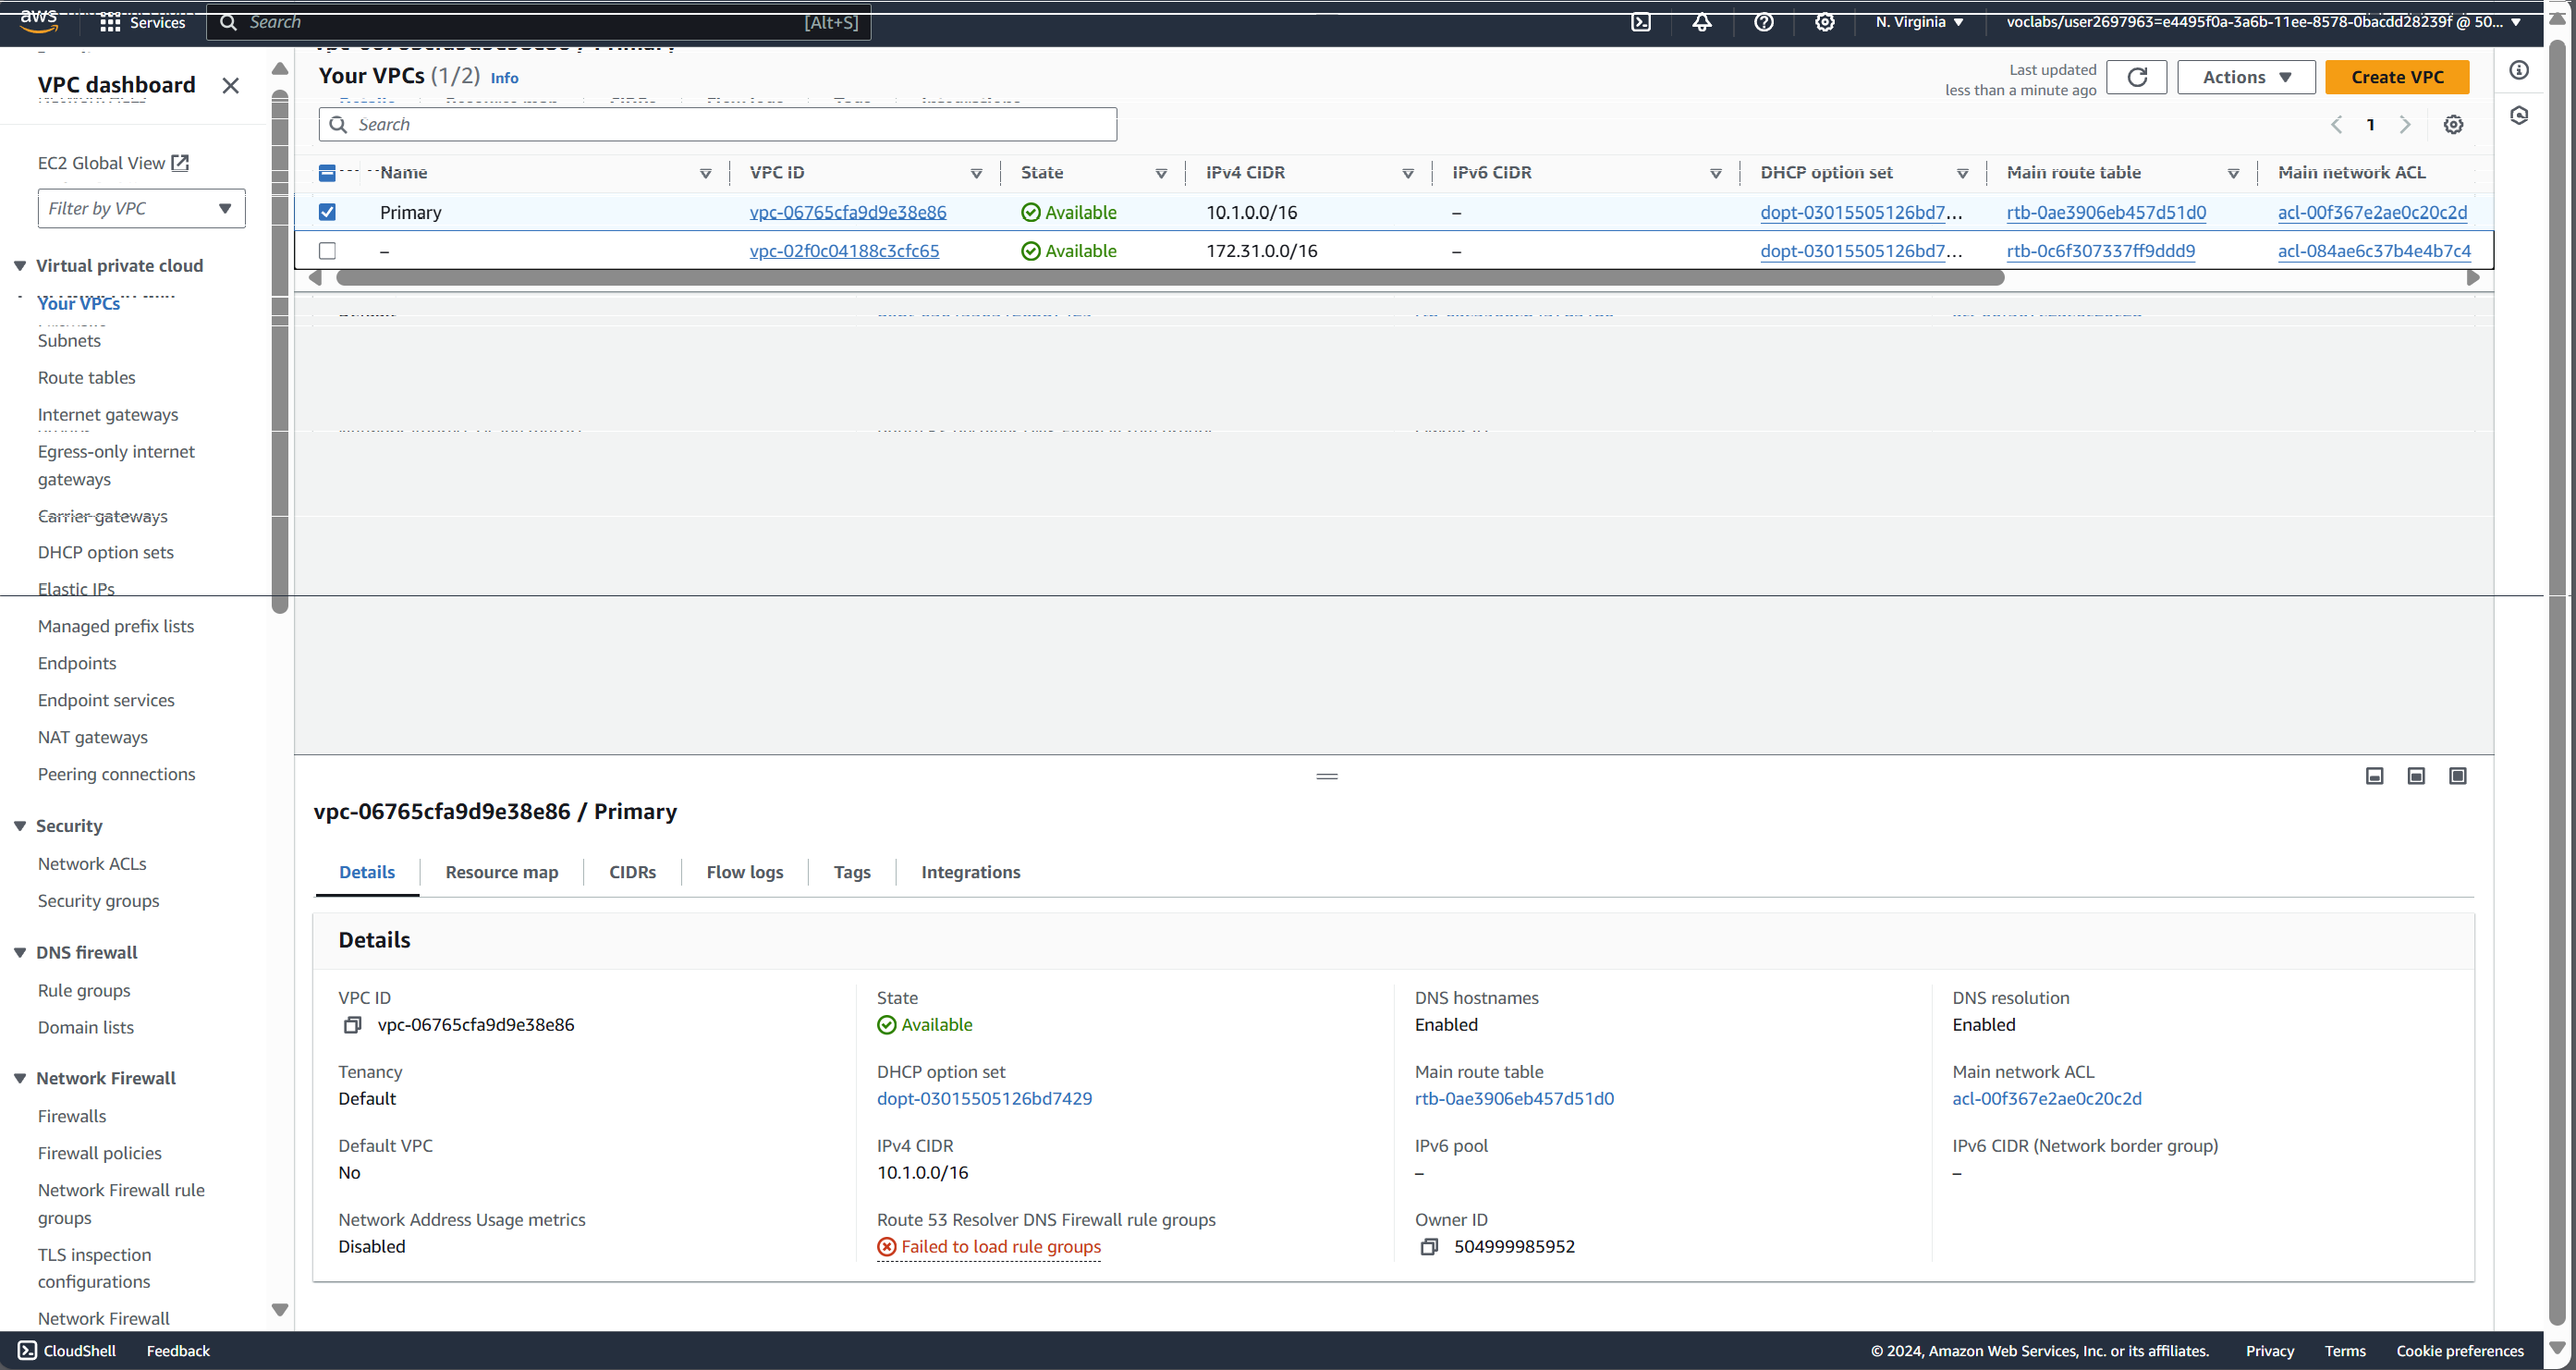 aws
Services
Search
[Alt+S]
N. Virginia
voclabs/user2697963=e4495f0a-3a6b-11ee-8578-0bacdd28239f @ 50...
VPC dashboard
EC2 Global View
Filter by VPC
Virtual private cloud
Your VPCs
Subnets
Route tables
Internet gateways
Egress-only internet
gateways
Carrier gateways
DHCP option sets
Elastic IPs
Managed prefix lists
Endpoints
Endpoint services
NAT gateways
Peering connections
Security
Network ACLs
Security groups
DNS firewall
Rule groups
Domain lists
Network Firewall
Firewalls
Firewall policies
Network Firewall rule
groups
TLS inspection
configurations
Network Firewall
Your VPCs (1/2) Info
Last updated
less than a minute ago
Actions
Create VPC
Search
1
Name VPC ID State IPv4 CIDR IPv6 CIDR DHCP option set Main route table Main network ACL
Primary vpc-06765cfa9d9e38e86 Available 10.1.0.0/16 – dopt-03015505126bd7... rtb-0ae3906eb457d51d0 acl-00f367e2ae0c20c2d
– vpc-02f0c04188c3cfc65 Available 172.31.0.0/16 – dopt-03015505126bd7... rtb-0c6f307337ff9ddd9 acl-084ae6c37b4e4b7c4
vpc-06765cfa9d9e38e86 / Primary
Details Resource map CIDRs Flow logs Tags Integrations
Details
VPC ID
vpc-06765cfa9d9e38e86
State
Available
DNS hostnames
Enabled
DNS resolution
Enabled
Tenancy
Default
DHCP option set
dopt-03015505126bd7429
Main route table
rtb-0ae3906eb457d51d0
Main network ACL
acl-00f367e2ae0c20c2d
Default VPC
No
IPv4 CIDR
10.1.0.0/16
IPv6 pool
–
IPv6 CIDR (Network border group)
–
Network Address Usage metrics
Disabled
Route 53 Resolver DNS Firewall rule groups
Failed to load rule groups
Owner ID
504999985952
CloudShell
Feedback
© 2024, Amazon Web Services, Inc. or its affiliates.
Privacy
Terms
Cookie preferences